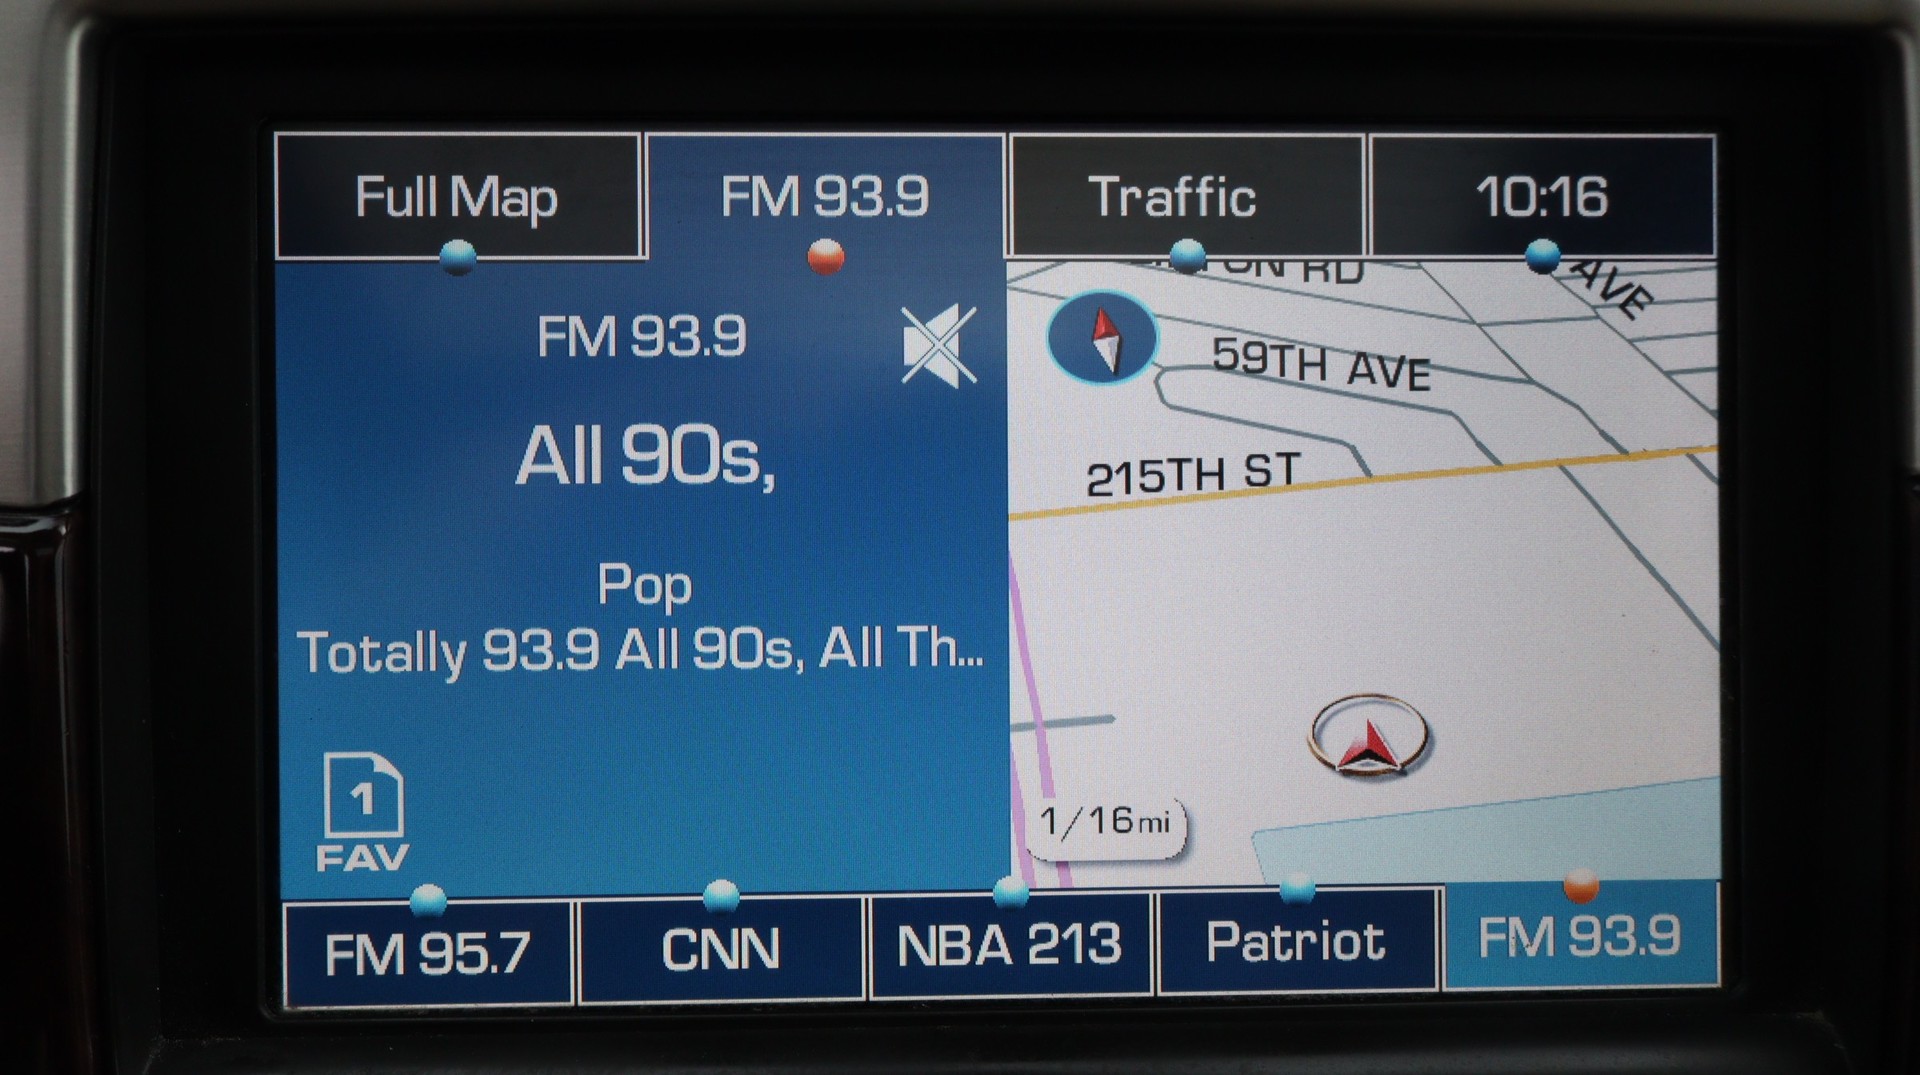 Full Map
FM 93.9
Traffic
10:16
FM 93.9
All 90s,
Pop
Totally 93.9 All 90s, All Th...
1
FAV
RD
AVE
59TH AVE
215TH ST
1/16mi
FM 95.7
CNN
NBA 213
Patriot
FM 93.9